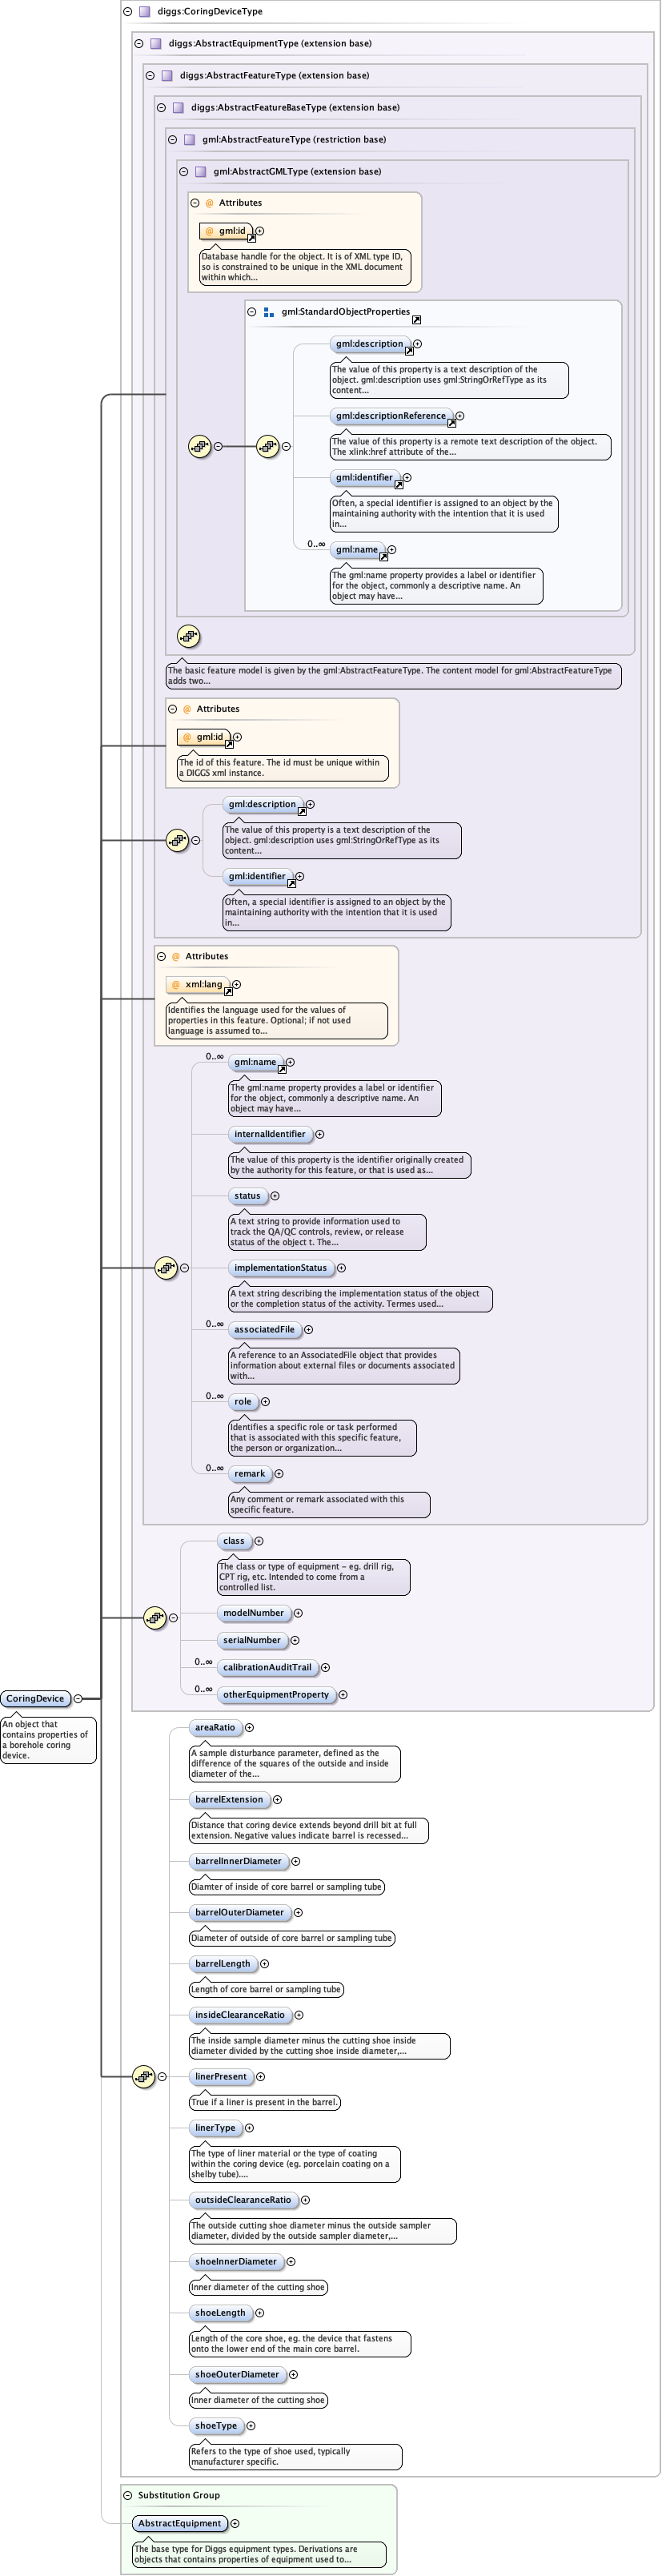 diggs:CoringDeviceType
diggs:AbstractEquipmentType (extension base)
diggs:AbstractFeatureType (extension base)
diggs:AbstractFeatureBaseType (extension base)
gml:AbstractFeatureType (restriction base)
gml:AbstractGMLType (extension base)
@ Attributes
@ gml:id
Database handle for the object. It is of XML type ID,
so is constrained to be unique in the XML document
within which...
gml:StandardObjectProperties
gml:description
The value of this property is a text description of the
object. gml:description uses gml:StringOrRefType as its
content...
gml:descriptionReference
The value of this property is a remote text description of the object.
The xlink:href attribute of the...
gml:identifier
Often, a special identifier is assigned to an object by the
maintaining authority with the intention that it is used
in...
0..∞
gml:name
The gml:name property provides a label or identifier
for the object, commonly a descriptive name. An
object may have...
The basic feature model is given by the gml:AbstractFeatureType. The content model for gml:AbstractFeatureType
adds two...
@ Attributes
@ gml:id
The id of this feature. The id must be unique within
a DIGGS xml instance.
gml:description
The value of this property is a text description of the
object. gml:description uses gml:StringOrRefType as its
content...
gml:identifier
Often, a special identifier is assigned to an object by the
maintaining authority with the intention that it is used
in...
@ Attributes
@ xml:lang
Identifies the language used for the values of
properties in this feature. Optional; if not used
language is assumed to...
0..∞
gml:name
The gml:name property provides a label or identifier
for the object, commonly a descriptive name. An
object may have...
internalIdentifier
The value of this property is the identifier originally created
by the authority for this feature, or that is used as...
status
A text string to provide information used to
track the QA/QC controls, review, or release
status of the object t. The...
implementationStatus
A text string describing the implementation status of the object
or the completion status of the activity. Termes used...
0..∞
associatedFile
A reference to an AssociatedFile object that provides
information about external files or documents associated
with...
0..∞
role
Identifies a specific role or task performed
that is associated with this specific feature,
the person or organization...
0..∞
remark
Any comment or remark associated with this
specific feature.
class
The class or type of equipment – eg. drill rig,
CPT rig, etc. Intended to come from a
controlled list.
modelNumber
serialNumber
0..∞
calibrationAuditTrail
0..∞
otherEquipmentProperty
CoringDevice
An object that
contains properties of
a borehole coring
device.
areaRatio
A sample disturbance parameter, defined as the
difference of the squares of the outside and inside
diameter of the...
barrelExtension
Distance that coring device extends beyond drill bit at full
extension. Negative values indicate barrel is recessed...
barrelInnerDiameter
Diamter of inside of core barrel or sampling tube
barrelOuterDiameter
Diameter of outside of core barrel or sampling tube
barrelLength
Length of core barrel or sampling tube
insideClearanceRatio
The inside sample diameter minus the cutting shoe inside
diameter divided by the cutting shoe inside diameter,...
linerPresent
True if a liner is present in the barrel.
linerType
The type of liner material or the type of coating
within the coring device (eg. porcelain coating on a
shelby tube)....
outsideClearanceRatio
The outside cutting shoe diameter minus the outside sampler
diameter, divided by the outside sampler diameter,...
shoeInnerDiameter
Inner diameter of the cutting shoe
shoeLength
Length of the core shoe, eg. the device that fastens
onto the lower end of the main core barrel.
shoeOuterDiameter
Inner diameter of the cutting shoe
shoeType
Refers to the type of shoe used, typically
manufacturer specific.
Substitution Group
AbstractEquipment
The base type for Diggs equipment types. Derivations are
objects that contains properties of equipment used to...